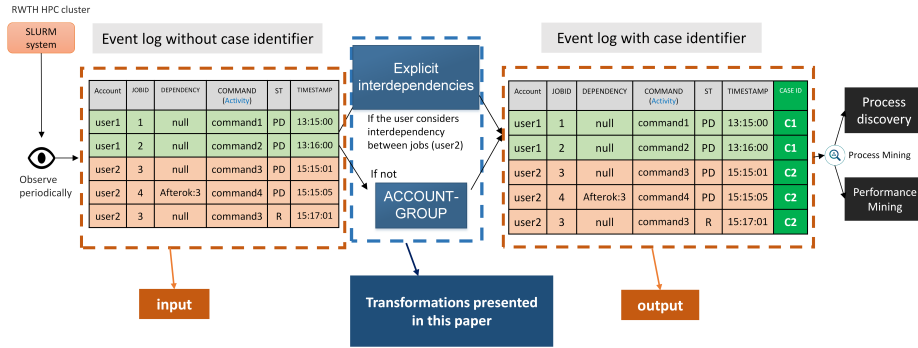 RWTH HPC cluster
SLURM
system
Observe
periodically
Event log without case identifier
Account JOBID DEPENDENCY COMMAND (Activity) ST TIMESTAMP
user1 1 null command1 PD 13:15:00
user1 2 null command2 PD 13:16:00
user2 3 null command3 PD 15:15:01
user2 4 Afterok:3 command4 PD 15:15:05
user2 3 null command3 R 15:17:01
input
Explicit
interdependencies
If the user considers
interdependency
between jobs (user2)
If not
ACCOUNT-
GROUP
Transformations presented
in this paper
Event log with case identifier
Account JOBID DEPENDENCY COMMAND (Activity) ST TIMESTAMP CASE ID
user1 1 null command1 PD 13:15:00 C1
user1 2 null command2 PD 13:16:00 C1
user2 3 null command3 PD 15:15:01 C2
user2 4 Afterok:3 command4 PD 15:15:05 C2
user2 3 null command3 R 15:17:01 C2
output
Process
discovery
Process Mining
Performance
Mining